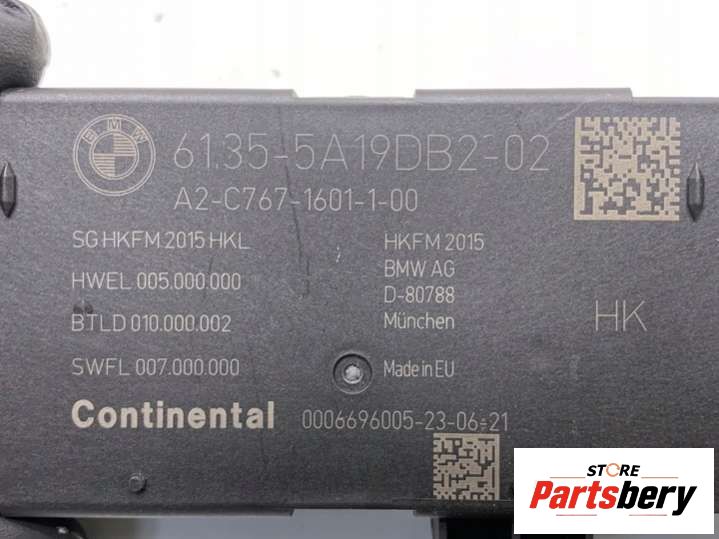 BMW
61.35-5A19DB2-02
A2-C767-1601-1-00
SG HKFM 2015 HKL
HWEL 005.000.000
BTLD 010.000.002
SWFL 007.000.000
HKFM 2015
BMW AG
D-80788
München
Made in EU
HK
Continental
0006696005-23-06-21
STORE
Partsbery